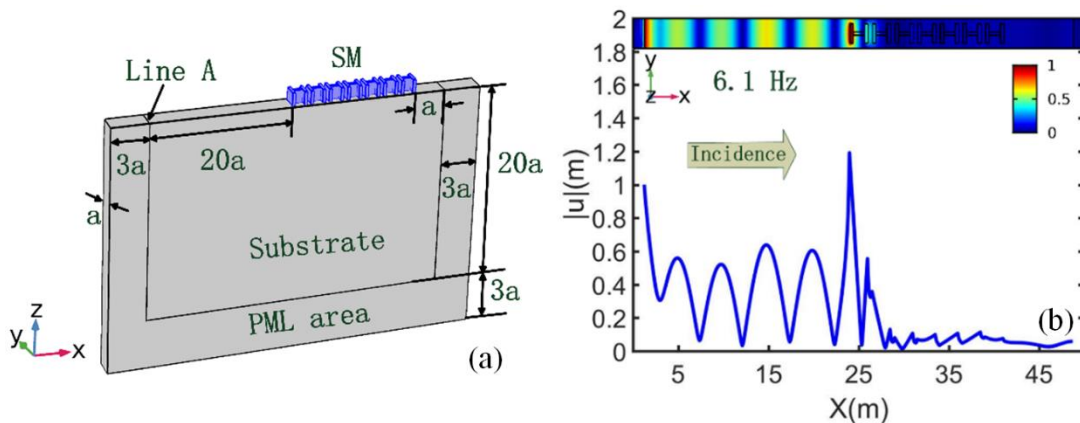 Line A
SM
3a
20a
a
3a
20a
a
Substrate
3a
PML area
z
y
x
(a)
2
1.8
1.6
1.4
1.2
1
0.8
0.6
0.4
0.2
0
|u|(m)
y
z
x
6.1 Hz
1
0.5
0
Incidence
(b)
5
15
25
35
45
X(m)